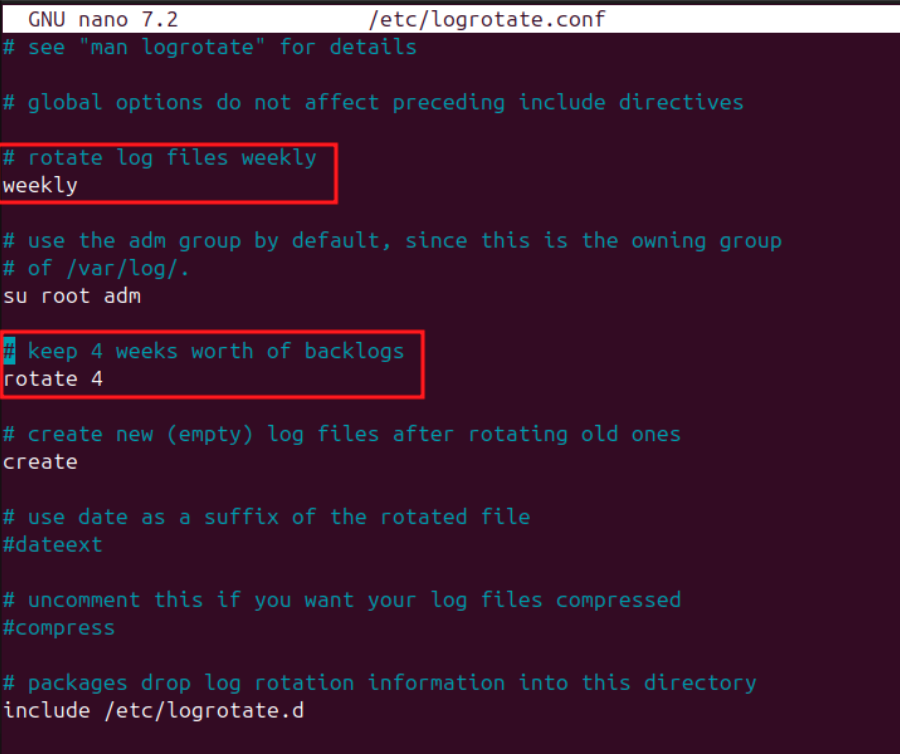 GNU nano 7.2 /etc/logrotate.conf
# see "man logrotate" for details
# global options do not affect preceding include directives
# rotate log files weekly
weekly
# use the adm group by default, since this is the owning group
# of /var/log/.
su root adm
# keep 4 weeks worth of backlogs
rotate 4
# create new (empty) log files after rotating old ones
create
# use date as a suffix of the rotated file
#dateext
# uncomment this if you want your log files compressed
#compress
# packages drop log rotation information into this directory
include /etc/logrotate.d